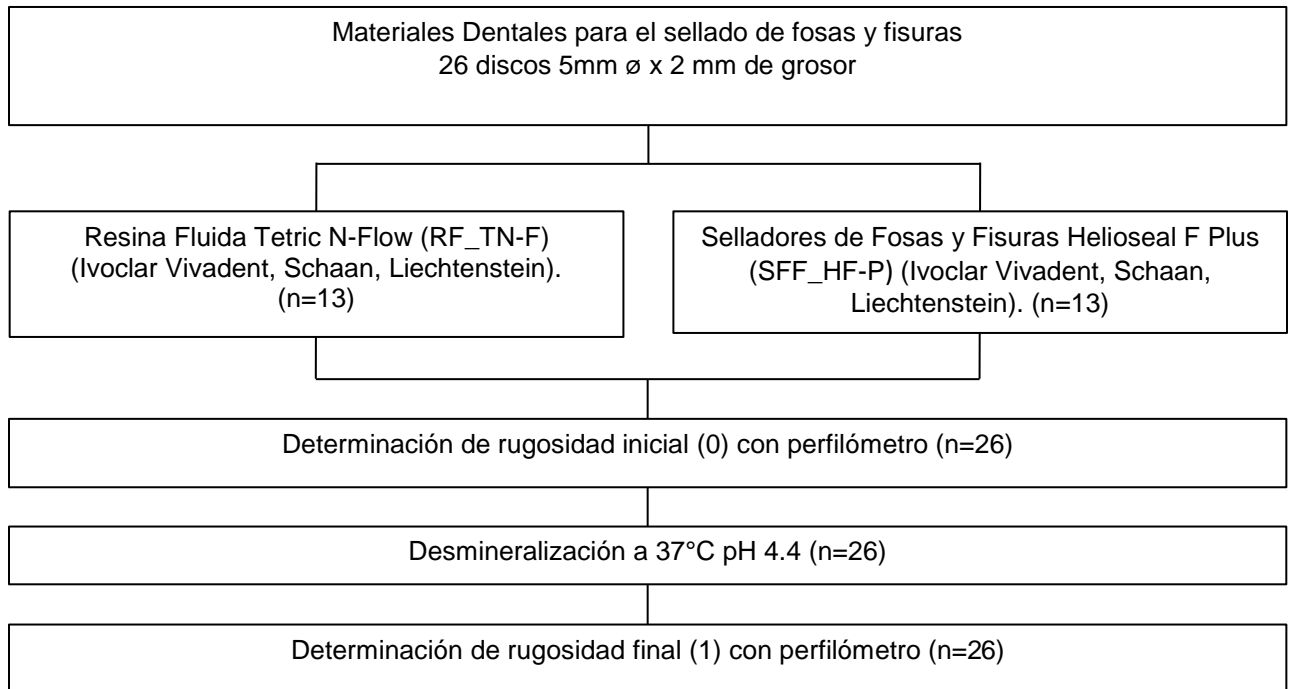 Materiales Dentales para el sellado de fosas y fisuras
26 discos 5mm ø x 2 mm de grosor
Resina Fluida Tetric N-Flow (RF_TN-F)
(Ivoclar Vivadent, Schaan, Liechtenstein).
(n=13)
Selladores de Fosas y Fisuras Helioseal F Plus
(SFF_HF-P) (Ivoclar Vivadent, Schaan,
Liechtenstein). (n=13)
Determinación de rugosidad inicial (0) con perfilómetro (n=26)
Desmineralización a 37°C pH 4.4 (n=26)
Determinación de rugosidad final (1) con perfilómetro (n=26)